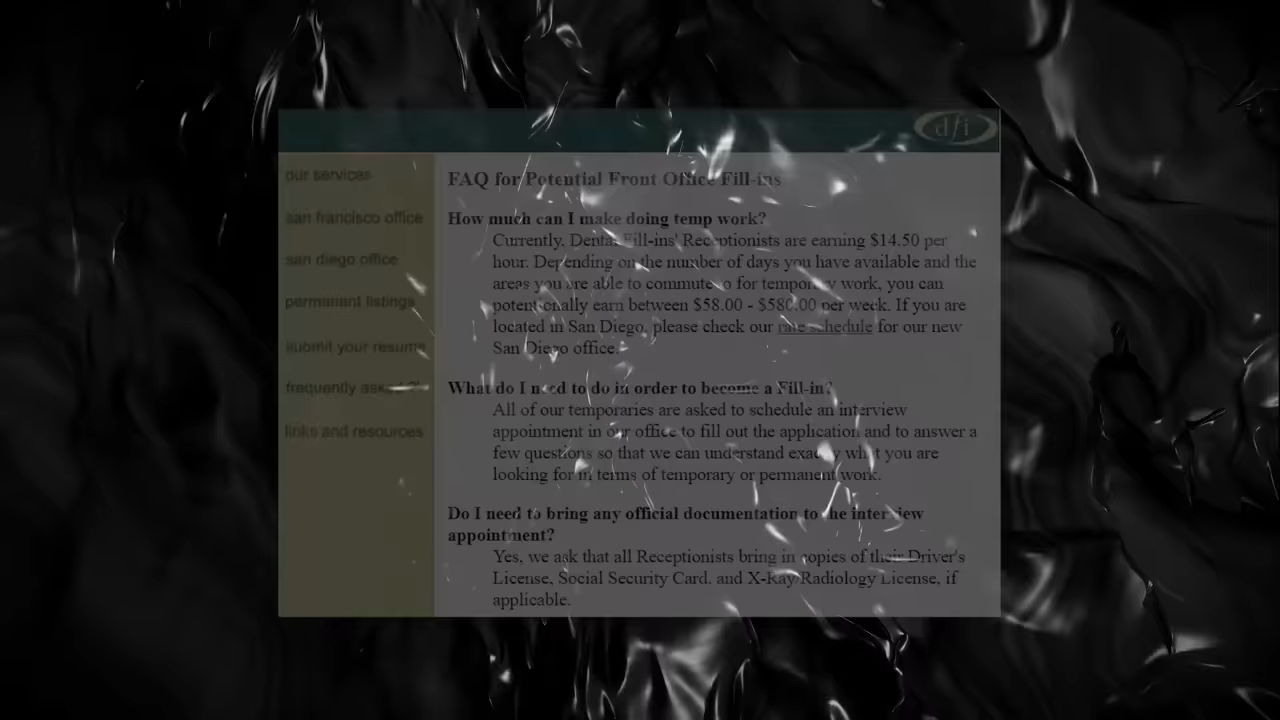 dfi
our services
san francisco office
san diego office
permanent listings
submit your resume
frequently asked ?'s
links and resources
FAQ for Potential Front Office Fill-ins
How much can I make doing temp work?
Currently, Dental Fill-ins' Receptionists are earning $14.50 per
hour. Depending on the number of days you have available and the
areas you are able to commute to for temporary work, you can
potentionally earn between $58.00 - $580.00 per week. If you are
located in San Diego, please check our rate schedule for our new
San Diego office.
What do I need to do in order to become a Fill-in?
All of our temporaries are asked to schedule an interview
appointment in our office to fill out the application and to answer a
few questions so that we can understand exactly what you are
looking for in terms of temporary or permanent work.
Do I need to bring any official documentation to the interview
appointment?
Yes, we ask that all Receptionists bring in copies of their Driver's
License, Social Security Card, and X-Ray/Radiology License, if
applicable.